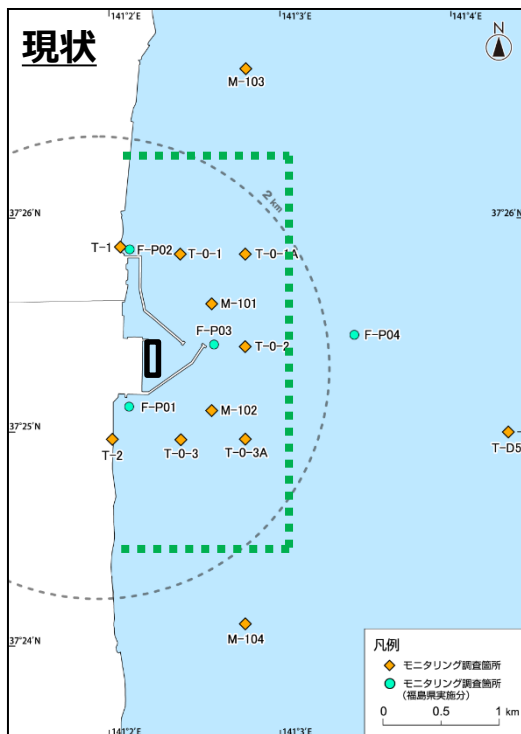 141°2'E
141°3'E
141°4'E
現状
N
M-103
2 km
37°26'N
37°26'N
T-1
F-P02
T-0-1
T-0-1A
M-101
F-P03
T-0-2
F-P04
F-P01
M-102
37°25'N
T-2
T-0-3
T-0-3A
T-D5
37°24'N
M-104
凡例
モニタリング調査箇所
モニタリング調査箇所
(福島県実施分)
0 0.5 1 km
141°2'E
141°3'E